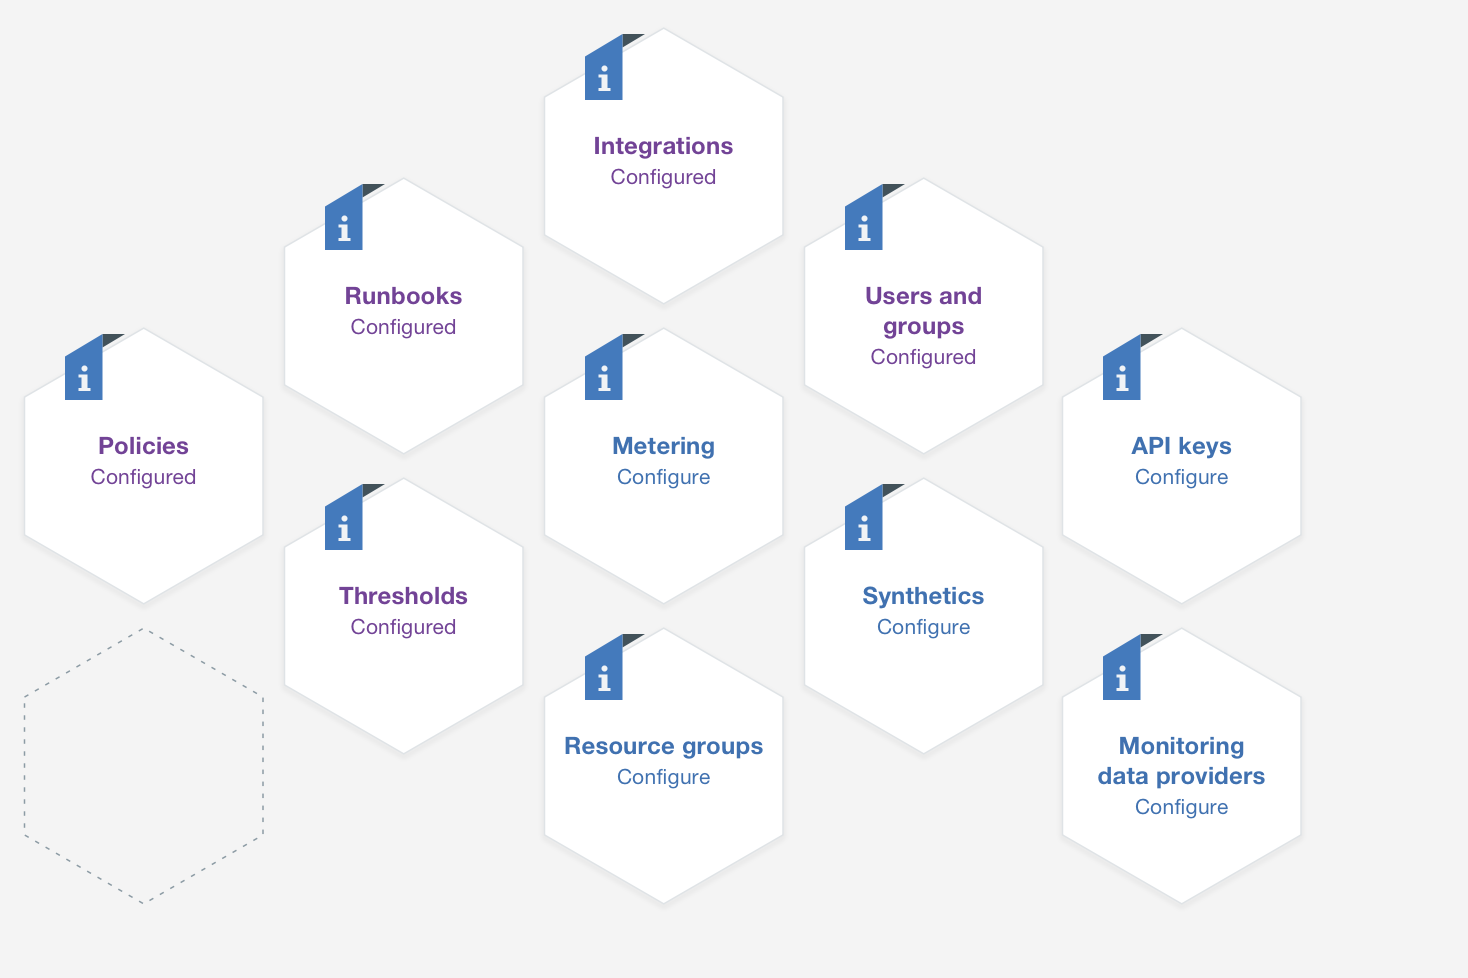 i
Integrations
Configured
i
Runbooks
Configured
i
Users and
groups
Configured
i
Policies
Configured
i
Metering
Configure
i
API keys
Configure
i
Thresholds
Configured
i
Synthetics
Configure
i
Resource groups
Configure
i
Monitoring
data providers
Configure